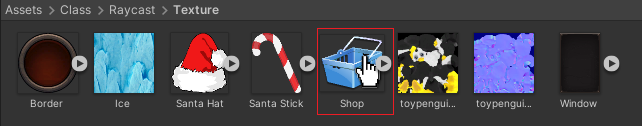 Assets > Class > Raycast > Texture
Border Ice Santa Hat Santa Stick Shop toypengui... toypengui... Window